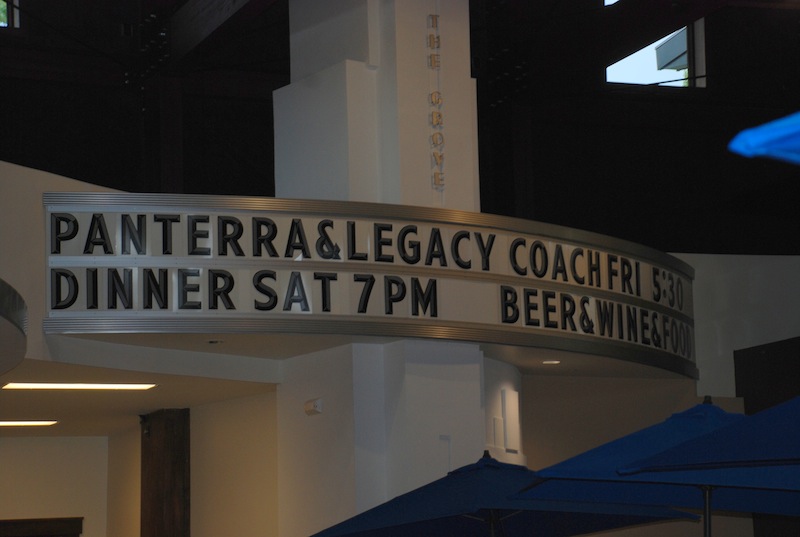 THE GROVE
PANTERRA&LEGACY COACH FRI 5:30
DINNER SAT 7PM BEER&WINE&FOOD